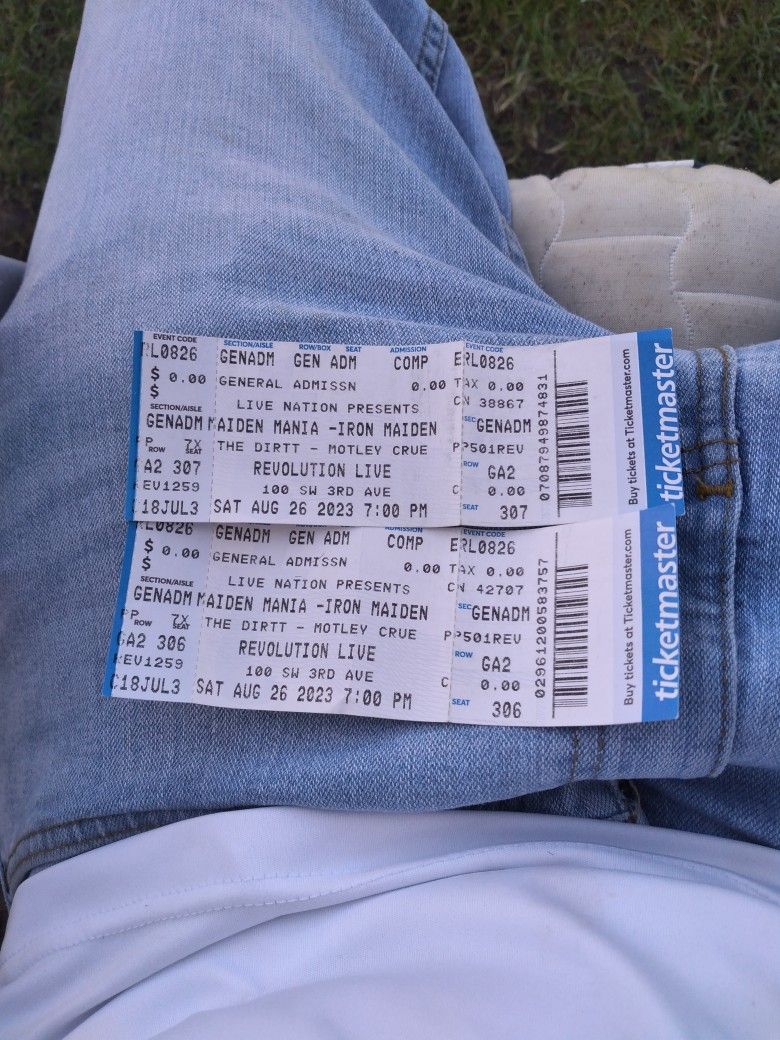 EVENT CODE SECTION/AISLE ROW/BOX SEAT ADMISSION EVENT CODE
RL0826 GENADM GEN ADM COMP ERL0826
$ 0.00 GENERAL ADMISSN 0.00 TAX 0.00
$ LIVE NATION PRESENTS CN 38867
SECTION/AISLE SEC
GENADM MAIDEN MANIA -IRON MAIDEN GENADM
P 7X THE DIRTT - MOTLEY CRUE PP501REV
ROW SEAT ROW
A2 307 REVOLUTION LIVE GA2
EV1259 100 SW 3RD AVE C 0.00
C18JUL3 SAT AUG 26 2023 7:00 PM SEAT 307
07087949874831
Buy tickets at Ticketmaster.com
ticketmaster
ADMISSION EVENT CODE
RL0826 GENADM GEN ADM COMP ERL0826
$ 0.00 GENERAL ADMISSN 0.00 TAX 0.00
$ LIVE NATION PRESENTS CN 42707
SECTION/AISLE SEC
GENADM MAIDEN MANIA -IRON MAIDEN GENADM
P 7X THE DIRTT - MOTLEY CRUE PP501REV
ROW SEAT ROW
GA2 306 REVOLUTION LIVE GA2
REV1259 100 SW 3RD AVE C 0.00
C18JUL3 SAT AUG 26 2023 7:00 PM SEAT 306
02961200583757
Buy tickets at Ticketmaster.com
ticketmaster